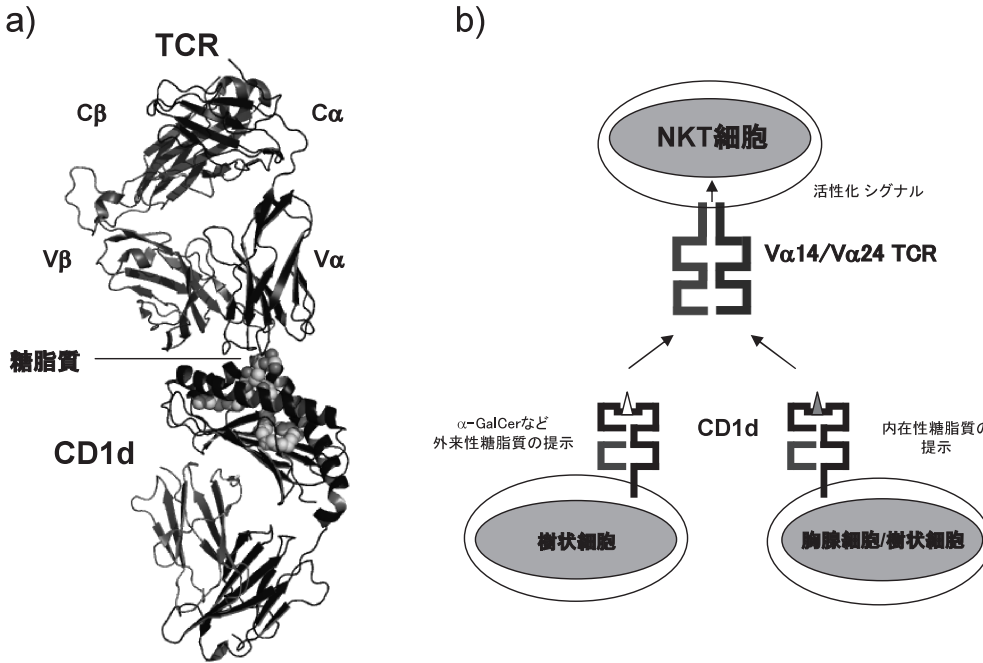 a)
TCR
Cβ
Cα
Vβ
Vα
糖脂質
CD1d
b)
NKT細胞
活性化 シグナル
Vα14/Vα24 TCR
α-GalCerなど
外来性糖脂質の提示
CD1d
内在性糖脂質の
提示
樹状細胞
胸腺細胞/樹状細胞